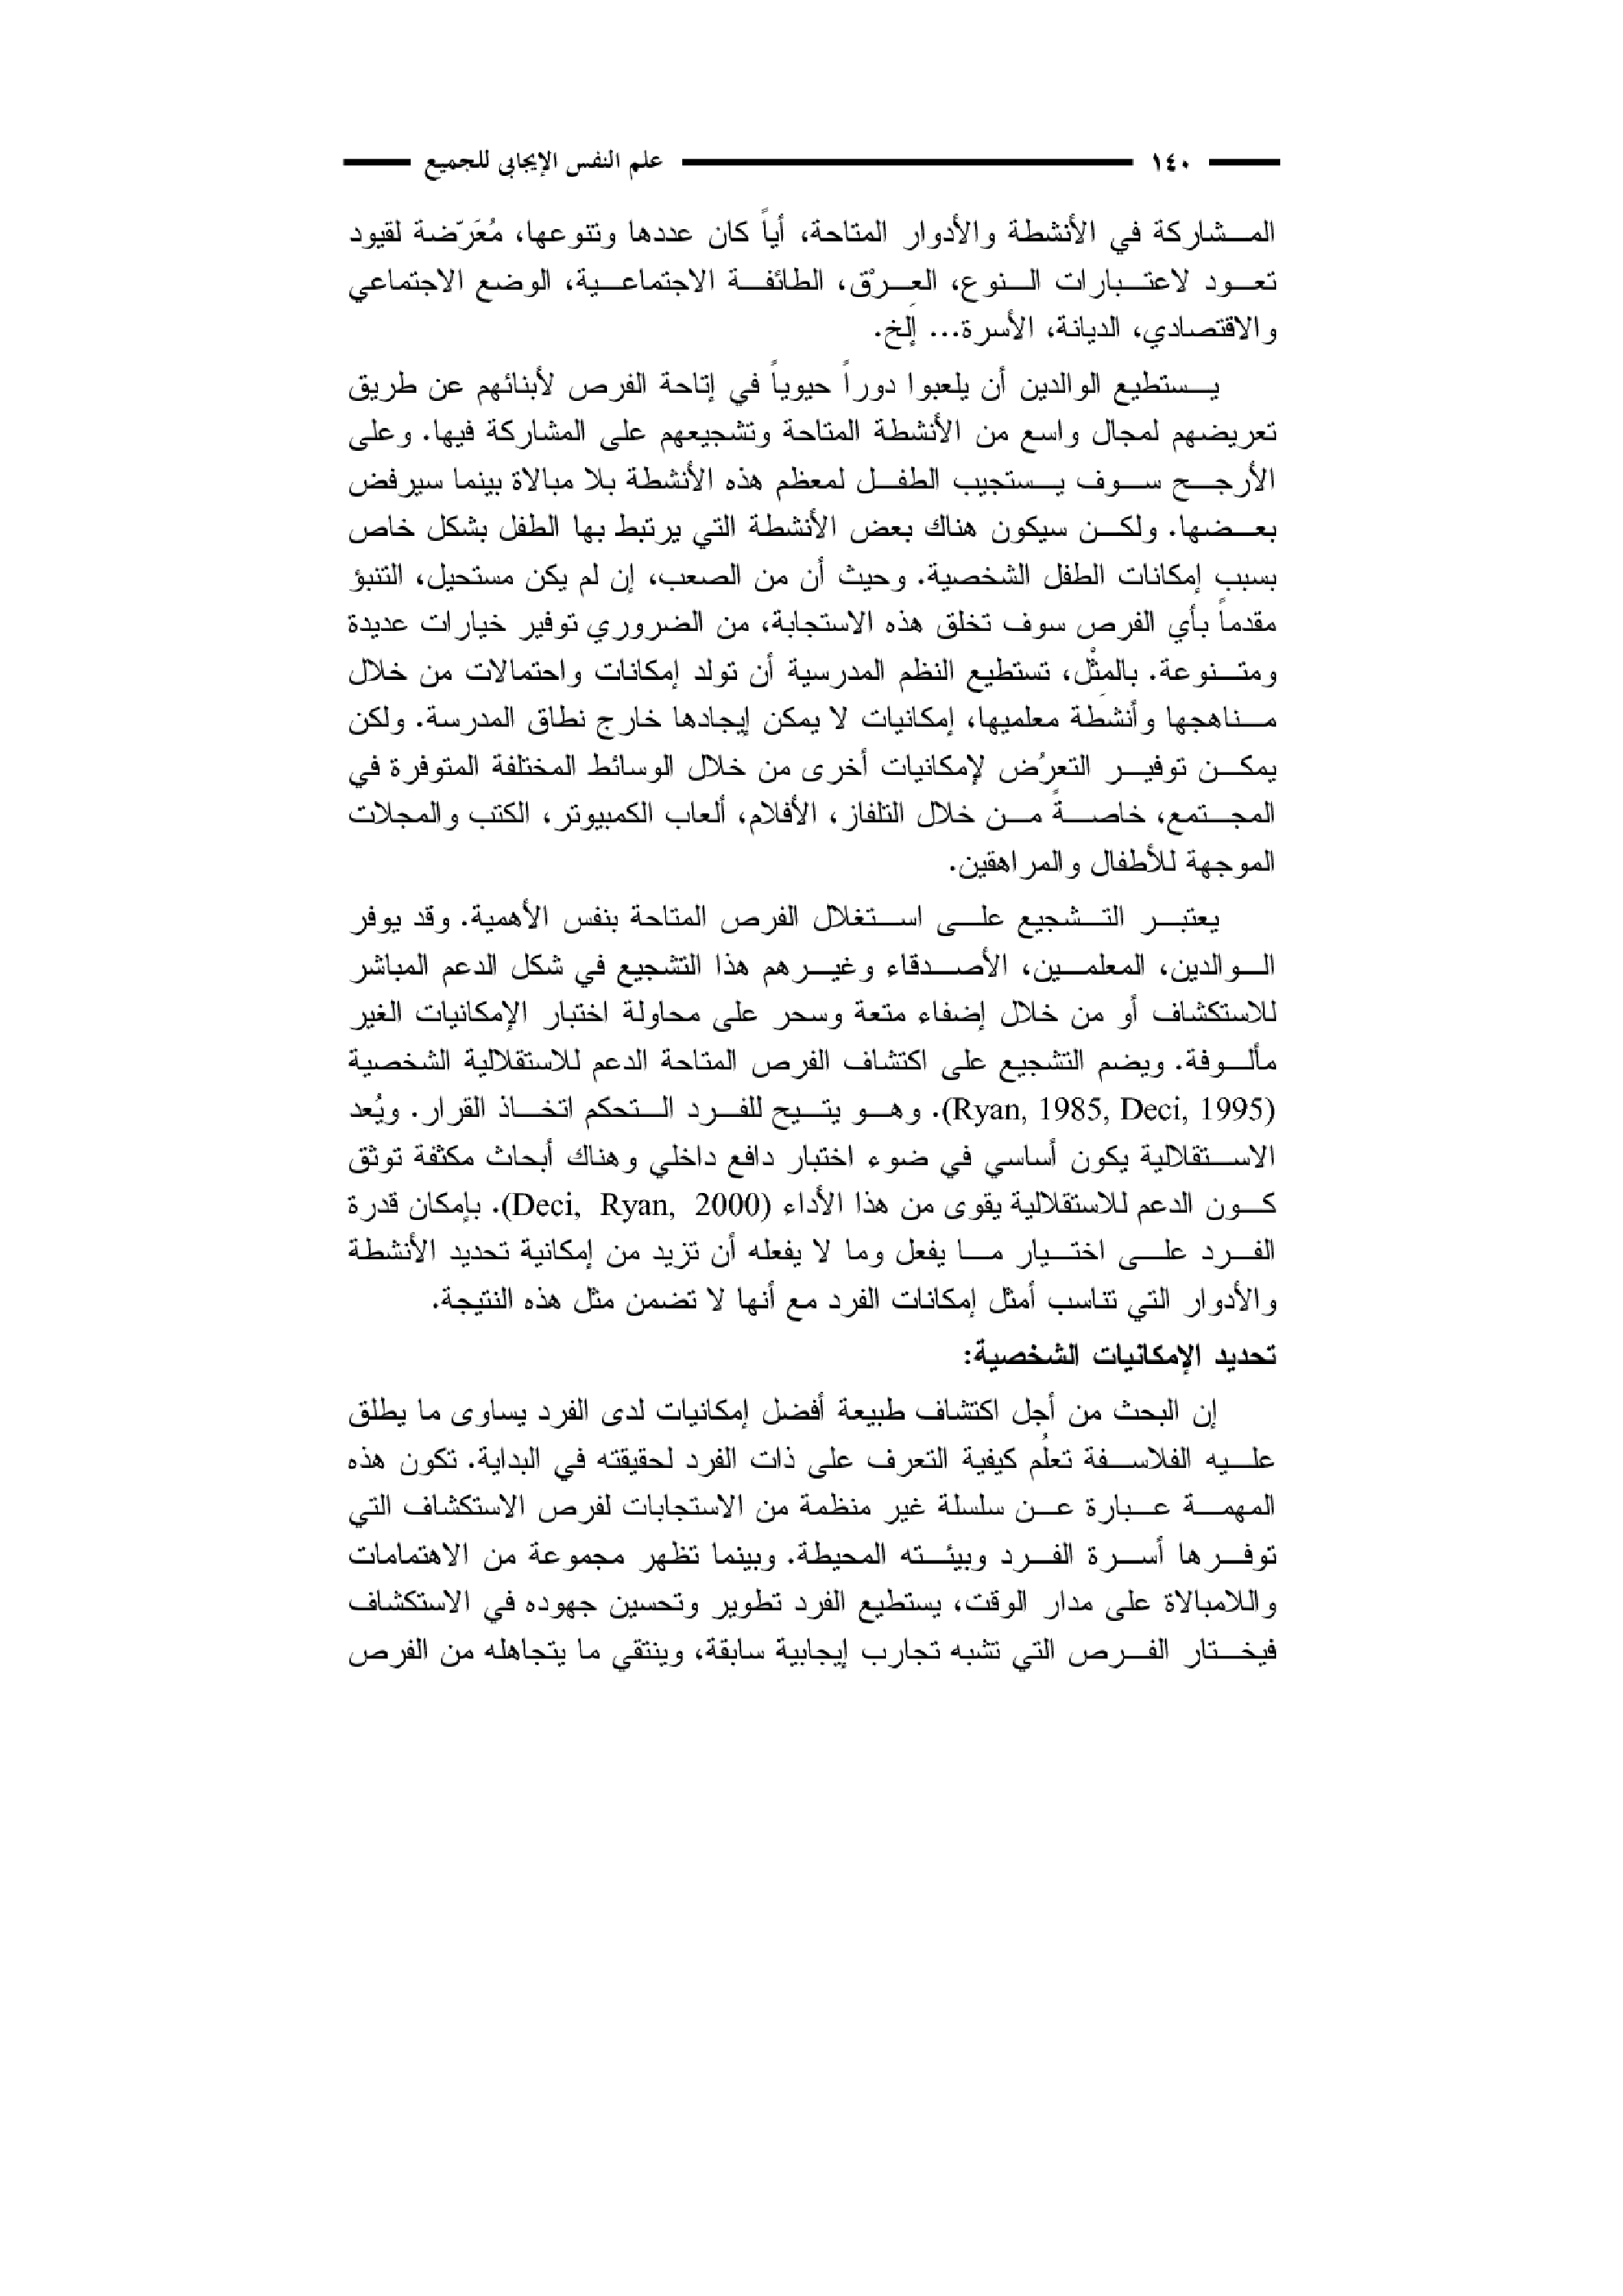 ١٤٠ علم النفس الإيجابي للجميع
المشاركة في الأنشطة والأدوار المتاحة، أياً كان عددها وتنوعها، مُعَرّضة لقيود
تعود لاعتبارات النوع، العِرْق، الطائفة الاجتماعية، الوضع الاجتماعي
والاقتصادي، الديانة، الأسرة... إلخ.
يستطيع الوالدين أن يلعبوا دوراً حيوياً في إتاحة الفرص لأبنائهم عن طريق
تعريضهم لمجال واسع من الأنشطة المتاحة وتشجيعهم على المشاركة فيها. وعلى
الأرجح سوف يستجيب الطفل لمعظم هذه الأنشطة بلا مبالاة بينما سيرفض
بعضها. ولكن سيكون هناك بعض الأنشطة التي يرتبط بها الطفل بشكل خاص
بسبب إمكانات الطفل الشخصية. وحيث أن من الصعب، إن لم يكن مستحيل، التنبؤ
مقدماً بأي الفرص سوف تخلق هذه الاستجابة، من الضروري توفير خيارات عديدة
ومتنوعة. بالمِثْل، تستطيع النظم المدرسية أن تولد إمكانات واحتمالات من خلال
مناهجها وأنشطة معلميها، إمكانيات لا يمكن إيجادها خارج نطاق المدرسة. ولكن
يمكن توفير التعرُض لإمكانيات أخرى من خلال الوسائط المختلفة المتوفرة في
المجتمع، خاصةً من خلال التلفاز، الأفلام، ألعاب الكمبيوتر، الكتب والمجلات
الموجهة للأطفال والمراهقين.
يعتبر التشجيع على استغلال الفرص المتاحة بنفس الأهمية. وقد يوفر
الوالدين، المعلمين، الأصدقاء وغيرهم هذا التشجيع في شكل الدعم المباشر
للاستكشاف أو من خلال إضفاء متعة وسحر على محاولة اختبار الإمكانيات الغير
مألوفة. ويضم التشجيع على اكتشاف الفرص المتاحة الدعم للاستقلالية الشخصية
(Ryan, 1985, Deci, 1995). وهو يتيح للفرد التحكم اتخاذ القرار. ويُعد
الاستقلالية يكون أساسي في ضوء اختبار دافع داخلي وهناك أبحاث مكثفة توثق
كون الدعم للاستقلالية يقوى من هذا الأداء (Deci, Ryan, 2000). بإمكان قدرة
الفرد على اختيار ما يفعل وما لا يفعله أن تزيد من إمكانية تحديد الأنشطة
والأدوار التي تناسب أمثل إمكانات الفرد مع أنها لا تضمن مثل هذه النتيجة.
تحديد الإمكانيات الشخصية:
إن البحث من أجل اكتشاف طبيعة أفضل إمكانيات لدى الفرد يساوى ما يطلق
عليه الفلاسفة تعلُم كيفية التعرف على ذات الفرد لحقيقته في البداية. تكون هذه
المهمة عبارة عن سلسلة غير منظمة من الاستجابات لفرص الاستكشاف التي
توفرها أسرة الفرد وبيئته المحيطة. وبينما تظهر مجموعة من الاهتمامات
واللامبالاة على مدار الوقت، يستطيع الفرد تطوير وتحسين جهوده في الاستكشاف
فيختار الفرص التي تشبه تجارب إيجابية سابقة، وينتقي ما يتجاهله من الفرص